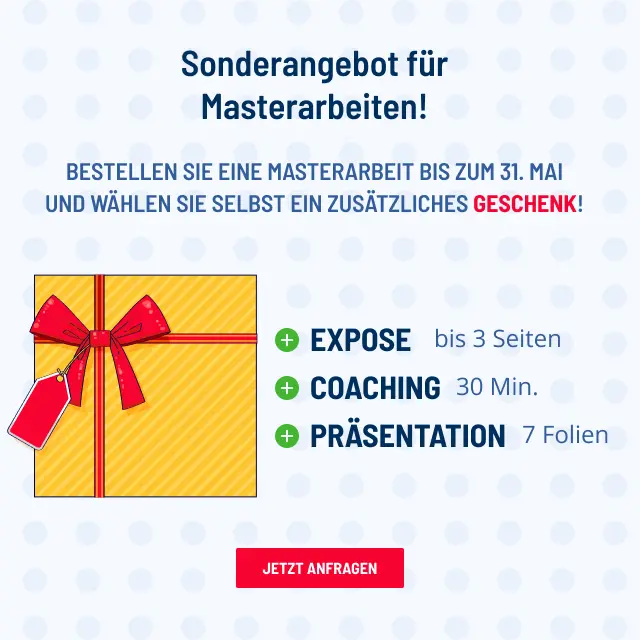 Sonderangebot für
Masterarbeiten!
BESTELLEN SIE EINE MASTERARBEIT BIS ZUM 31. MAI
UND WÄHLEN SIE SELBST EIN ZUSÄTZLICHES GESCHENK!
EXPOSE bis 3 Seiten
COACHING 30 Min.
PRÄSENTATION 7 Folien
JETZT ANFRAGEN